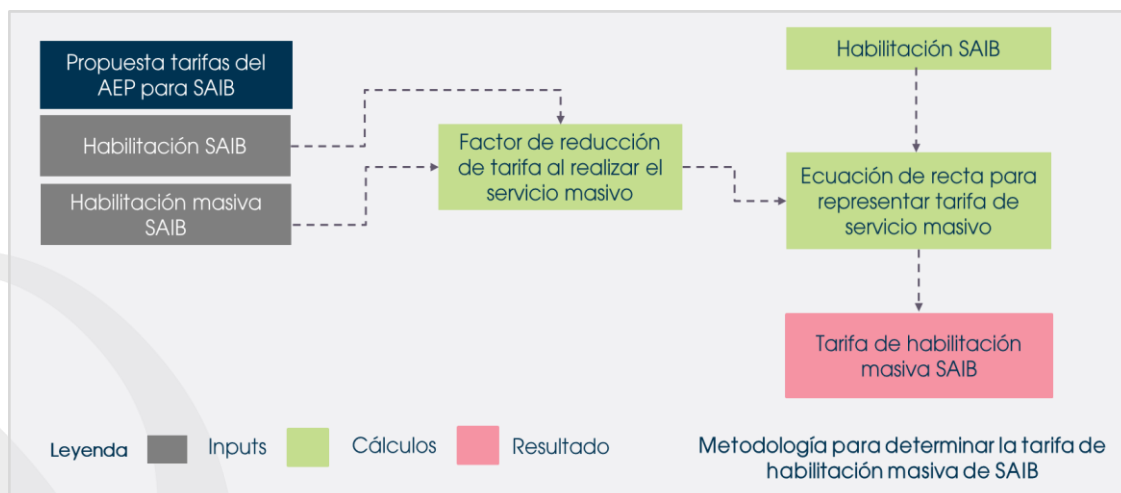 Propuesta tarifas del
AEP para SAIB
Habilitación SAIB
Habilitación masiva
SAIB
Factor de reducción
de tarifa al realizar el
servicio masivo
Habilitación SAIB
Ecuación de recta para
representar tarifa de
servicio masivo
Tarifa de habilitación
masiva SAIB
Leyenda
Inputs
Cálculos
Resultado
Metodología para determinar la tarifa de
habilitación masiva de SAIB